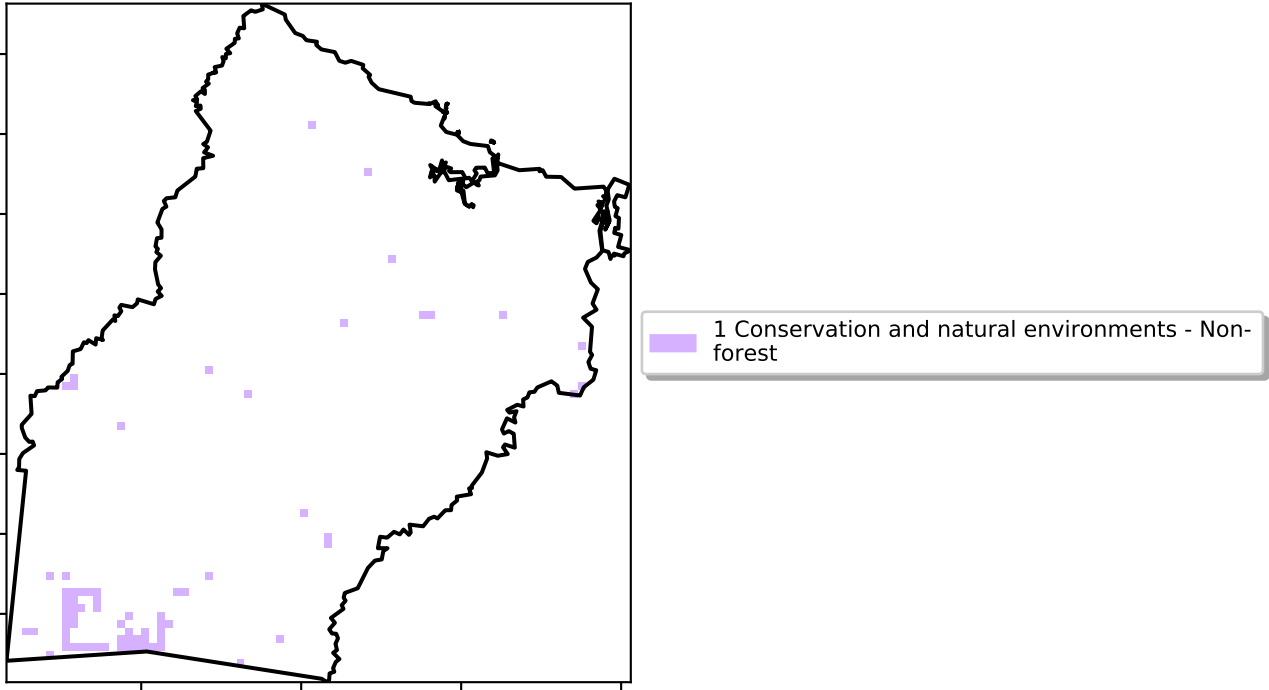 1 Conservation and natural environments - Non-
forest